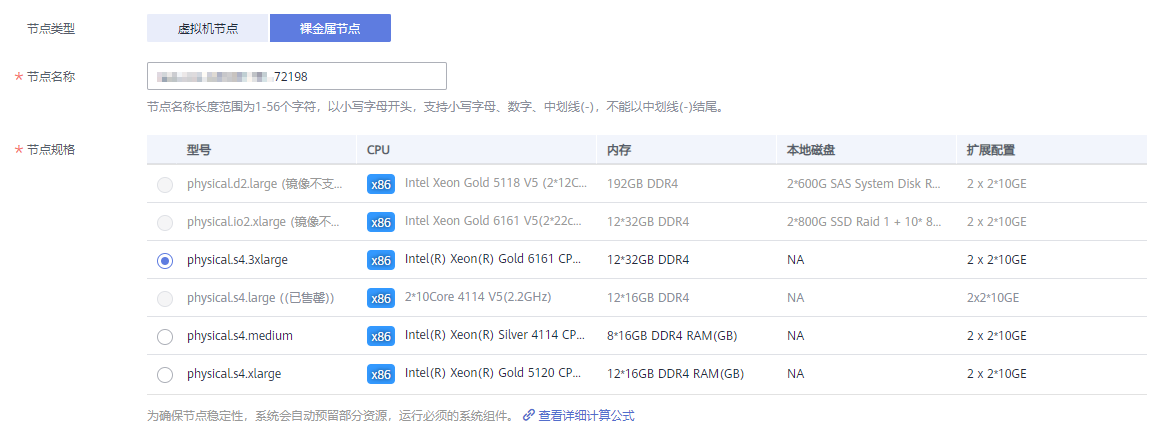 节点类型 虚拟机节点 裸金属节点
* 节点名称 72198
节点名称长度范围为1-56个字符，以小写字母开头，支持小写字母、数字、中划线(-)，不能以中划线(-)结尾。
* 节点规格 型号 CPU 内存 本地磁盘 扩展配置
physical.d2.large (镜像不支... x86 Intel Xeon Gold 5118 V5 (2*12C... 192GB DDR4 2*600G SAS System Disk R... 2 x 2*10GE
physical.io2.xlarge (镜像不... x86 Intel Xeon Gold 6161 V5(2*22c... 12*32GB DDR4 2*800G SSD Raid 1 + 10* 8... 2 x 2*10GE
physical.s4.3xlarge x86 Intel(R) Xeon(R) Gold 6161 CP... 12*32GB DDR4 NA 2 x 2*10GE
physical.s4.large ((已售罄)) x86 2*10Core 4114 V5(2.2GHz) 12*16GB DDR4 NA 2x2*10GE
physical.s4.medium x86 Intel(R) Xeon(R) Silver 4114 CP... 8*16GB DDR4 RAM(GB) NA 2 x 2*10GE
physical.s4.xlarge x86 Intel(R) Xeon(R) Gold 5120 CP... 12*16GB DDR4 RAM(GB) NA 2 x 2*10GE
为确保节点稳定性，系统会自动预留部分资源，运行必须的系统组件。 查看详细计算公式